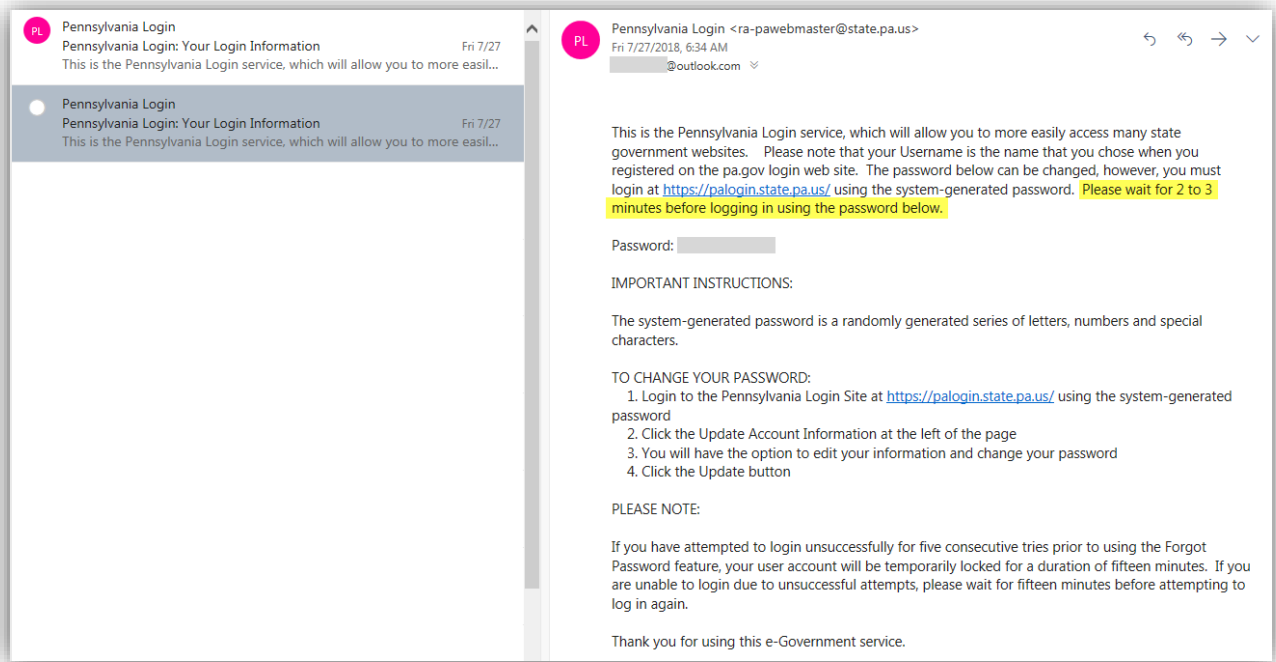 PL
Pennsylvania Login
Pennsylvania Login: Your Login Information Fri 7/27
This is the Pennsylvania Login service, which will allow you to more easil...
Pennsylvania Login
Pennsylvania Login: Your Login Information Fri 7/27
This is the Pennsylvania Login service, which will allow you to more easil...
PL
Pennsylvania Login <ra-pawebmaster@state.pa.us>
Fri 7/27/2018, 6:34 AM
@outlook.com
This is the Pennsylvania Login service, which will allow you to more easily access many state
government websites. Please note that your Username is the name that you chose when you
registered on the pa.gov login web site. The password below can be changed, however, you must
login at https://palogin.state.pa.us/ using the system-generated password. Please wait for 2 to 3
minutes before logging in using the password below.
Password:
IMPORTANT INSTRUCTIONS:
The system-generated password is a randomly generated series of letters, numbers and special
characters.
TO CHANGE YOUR PASSWORD:
1. Login to the Pennsylvania Login Site at https://palogin.state.pa.us/ using the system-generated
password
2. Click the Update Account Information at the left of the page
3. You will have the option to edit your information and change your password
4. Click the Update button
PLEASE NOTE:
If you have attempted to login unsuccessfully for five consecutive tries prior to using the Forgot
Password feature, your user account will be temporarily locked for a duration of fifteen minutes. If you
are unable to login due to unsuccessful attempts, please wait for fifteen minutes before attempting to
log in again.
Thank you for using this e-Government service.